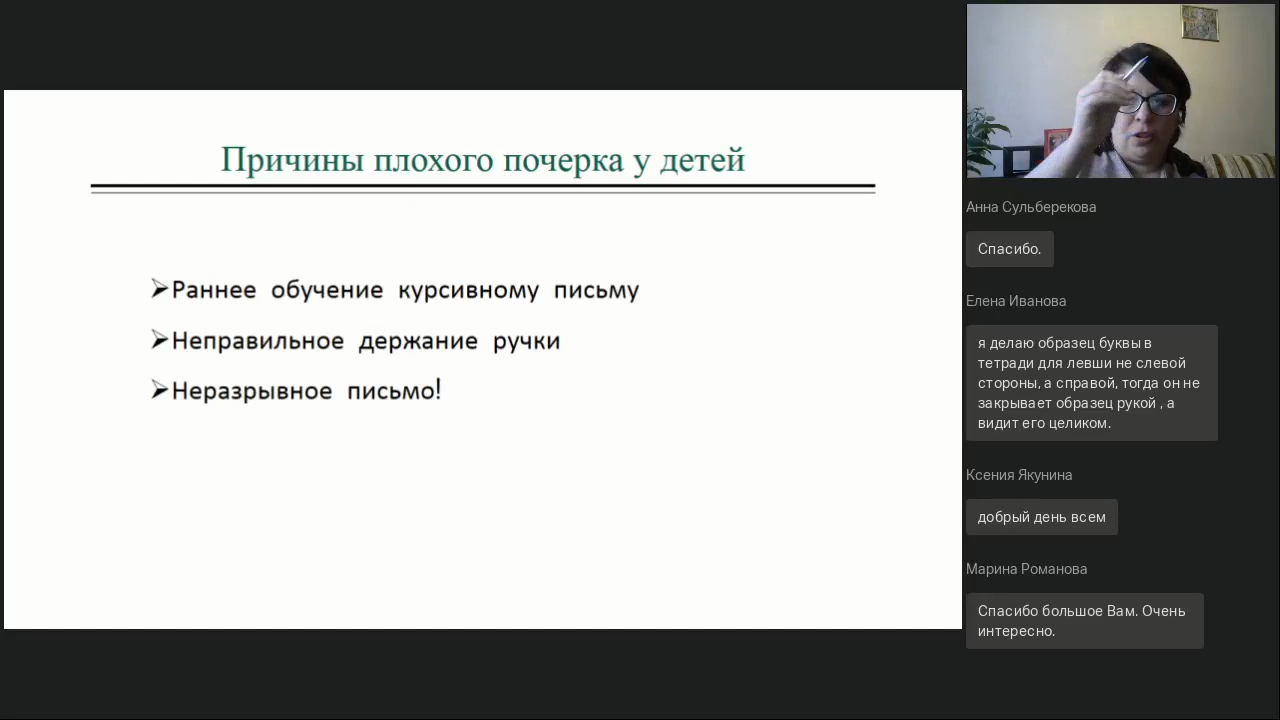 Причины плохого почерка у детей
⮚Раннее обучение курсивному письму
⮚Неправильное держание ручки
⮚Неразрывное письмо!
Анна Сульберекова
Спасибо.
Елена Иванова
я делаю образец буквы в
тетради для левши не слевой
стороны, а справой, тогда он не
закрывает образец рукой , а
видит его целиком.
Ксения Якунина
добрый день всем
Марина Романова
Спасибо большое Вам. Очень
интересно.